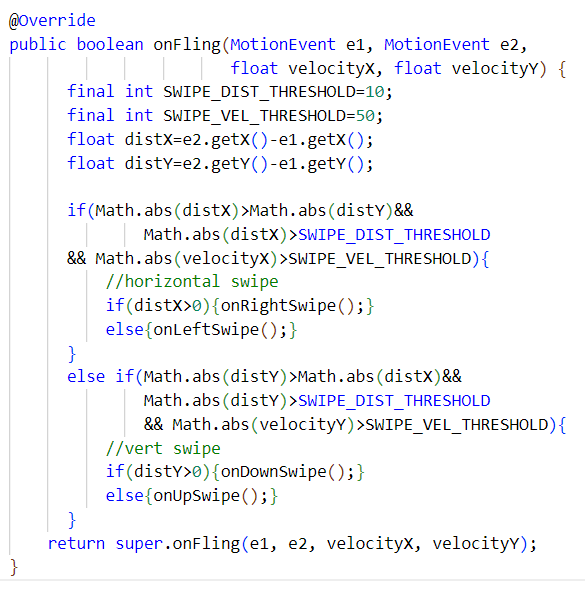 @Override
public boolean onFling(MotionEvent e1, MotionEvent e2,
float velocityX, float velocityY) {
final int SWIPE_DIST_THRESHOLD=10;
final int SWIPE_VEL_THRESHOLD=50;
float distX=e2.getX()-e1.getX();
float distY=e2.getY()-e1.getY();
if(Math.abs(distX)>Math.abs(distY)&&
Math.abs(distX)>SWIPE_DIST_THRESHOLD
&& Math.abs(velocityX)>SWIPE_VEL_THRESHOLD){
//horizontal swipe
if(distX>0){onRightSwipe();}
else{onLeftSwipe();}
}
else if(Math.abs(distY)>Math.abs(distX)&&
Math.abs(distY)>SWIPE_DIST_THRESHOLD
&& Math.abs(velocityY)>SWIPE_VEL_THRESHOLD){
//vert swipe
if(distY>0){onDownSwipe();}
else{onUpSwipe();}
}
return super.onFling(e1, e2, velocityX, velocityY);
}